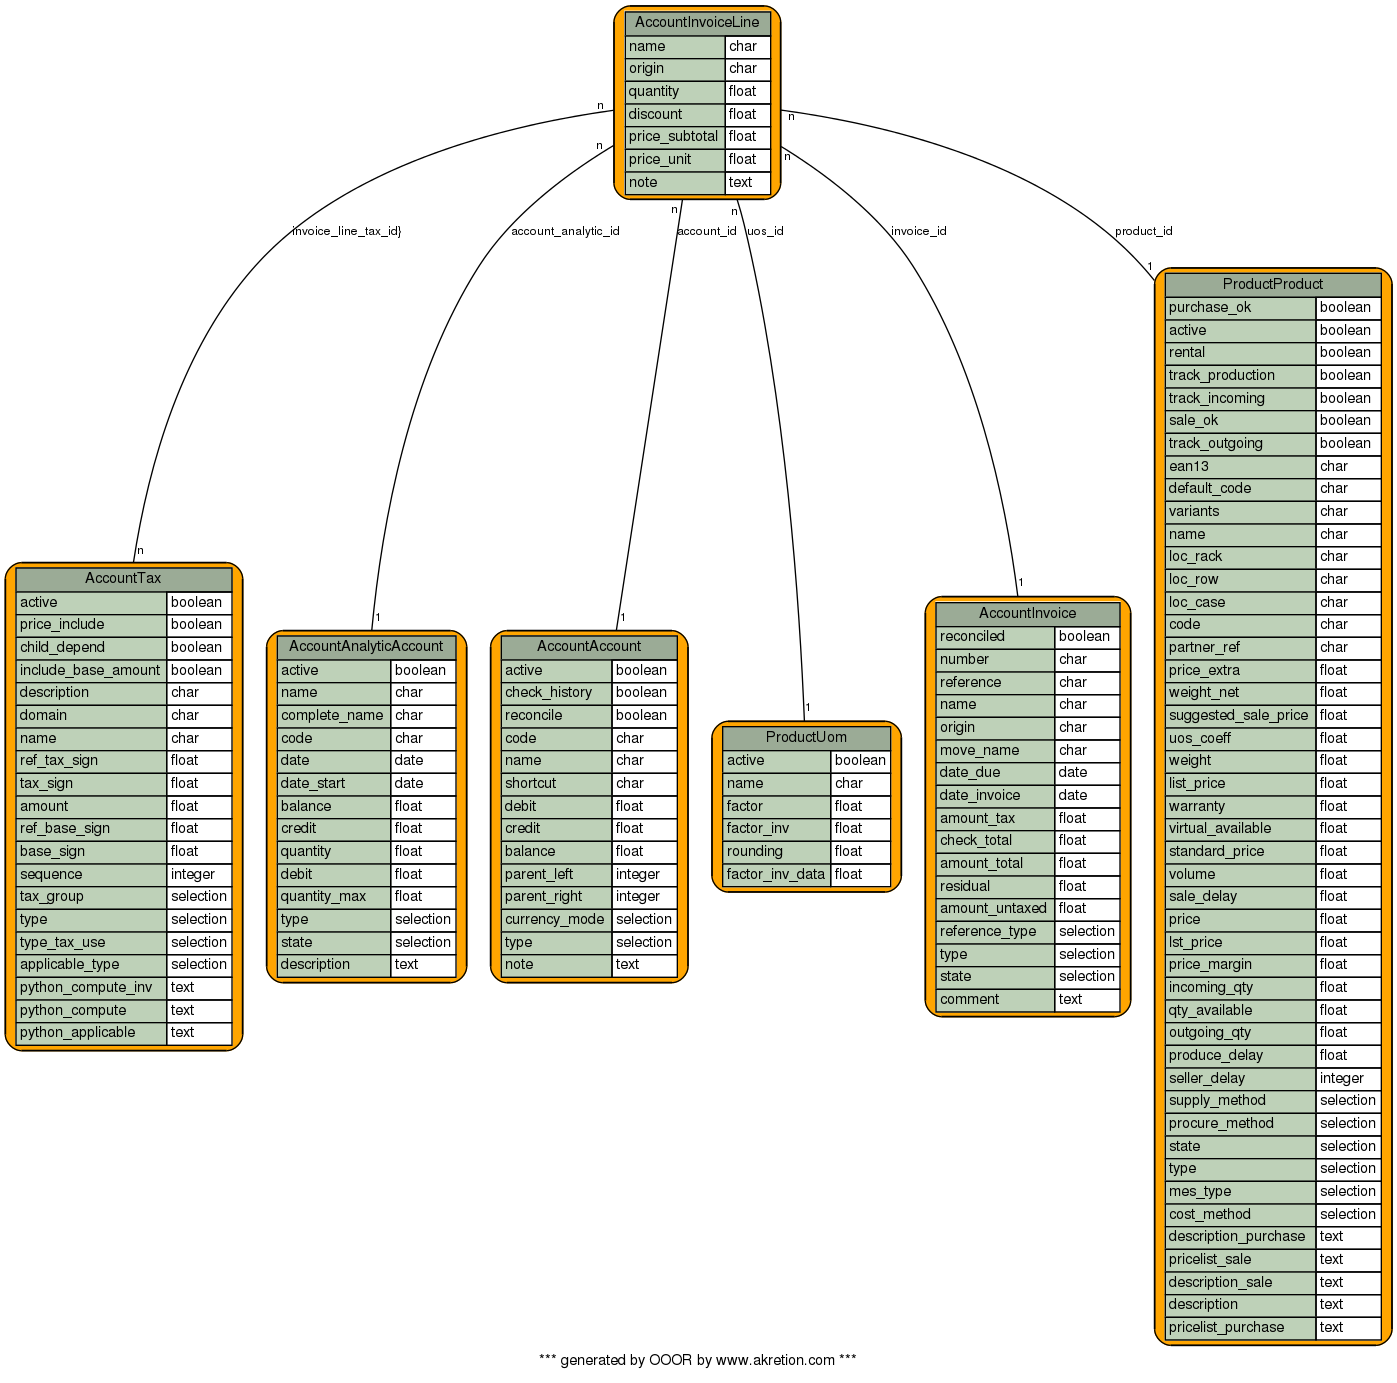 AccountInvoiceLine
name char
origin char
quantity float
discount float
price_subtotal float
price_unit float
note text
n
n
n
n
n
n
invoice_line_tax_id}
account_analytic_id
account_id
uos_id
invoice_id
product_id
n
1
1
1
1
1
AccountTax
active boolean
price_include boolean
child_depend boolean
include_base_amount boolean
description char
domain char
name char
ref_tax_sign float
tax_sign float
amount float
ref_base_sign float
base_sign float
sequence integer
tax_group selection
type selection
type_tax_use selection
applicable_type selection
python_compute_inv text
python_compute text
python_applicable text
AccountAnalyticAccount
active boolean
name char
complete_name char
code char
date date
date_start date
balance float
credit float
quantity float
debit float
quantity_max float
type selection
state selection
description text
AccountAccount
active boolean
check_history boolean
reconcile boolean
code char
name char
shortcut char
debit float
credit float
balance float
parent_left integer
parent_right integer
currency_mode selection
type selection
note text
ProductUom
active boolean
name char
factor float
factor_inv float
rounding float
factor_inv_data float
AccountInvoice
reconciled boolean
number char
reference char
name char
origin char
move_name char
date_due date
date_invoice date
amount_tax float
check_total float
amount_total float
residual float
amount_untaxed float
reference_type selection
type selection
state selection
comment text
ProductProduct
purchase_ok boolean
active boolean
rental boolean
track_production boolean
track_incoming boolean
sale_ok boolean
track_outgoing boolean
ean13 char
default_code char
variants char
name char
loc_rack char
loc_row char
loc_case char
code char
partner_ref char
price_extra float
weight_net float
suggested_sale_price float
uos_coeff float
weight float
list_price float
warranty float
virtual_available float
standard_price float
volume float
sale_delay float
price float
lst_price float
price_margin float
incoming_qty float
qty_available float
outgoing_qty float
produce_delay float
seller_delay integer
supply_method selection
procure_method selection
state selection
type selection
mes_type selection
cost_method selection
description_purchase text
pricelist_sale text
description_sale text
description text
pricelist_purchase text
*** generated by OOOR by www.akretion.com ***